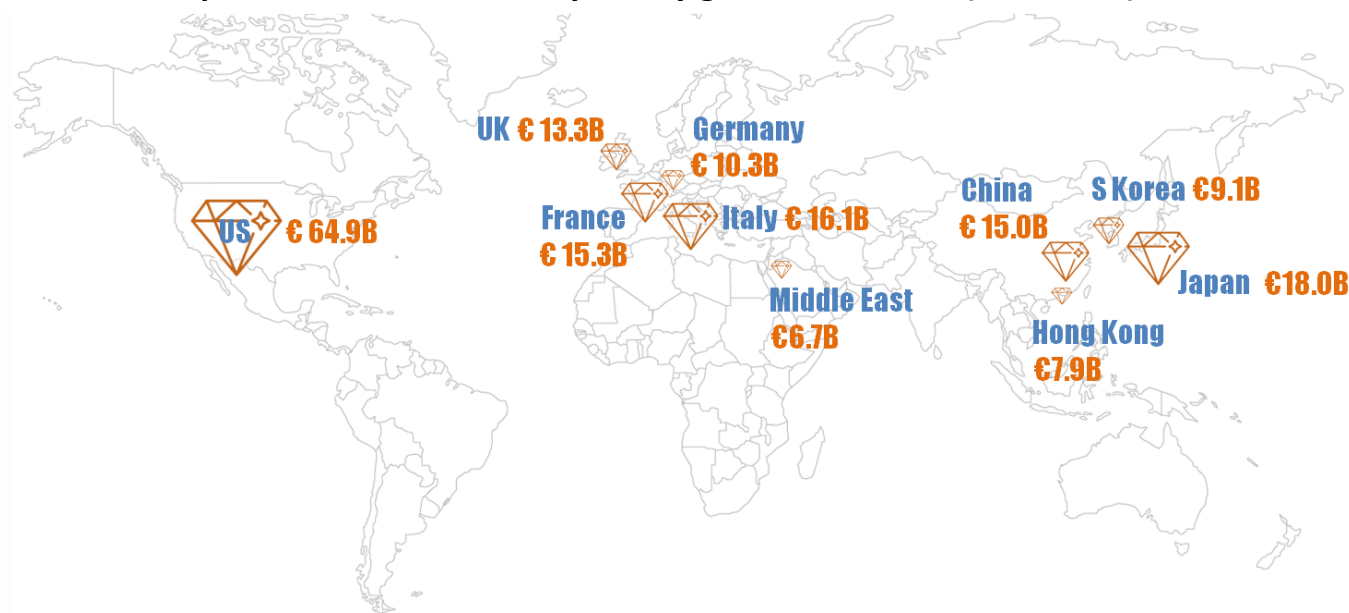 UK € 13.3B
Germany
€ 10.3B
US € 64.9B
France
€ 15.3B
Italy € 16.1B
China
€ 15.0B
S Korea €9.1B
Japan €18.0B
Middle East
€6.7B
Hong Kong
€7.9B